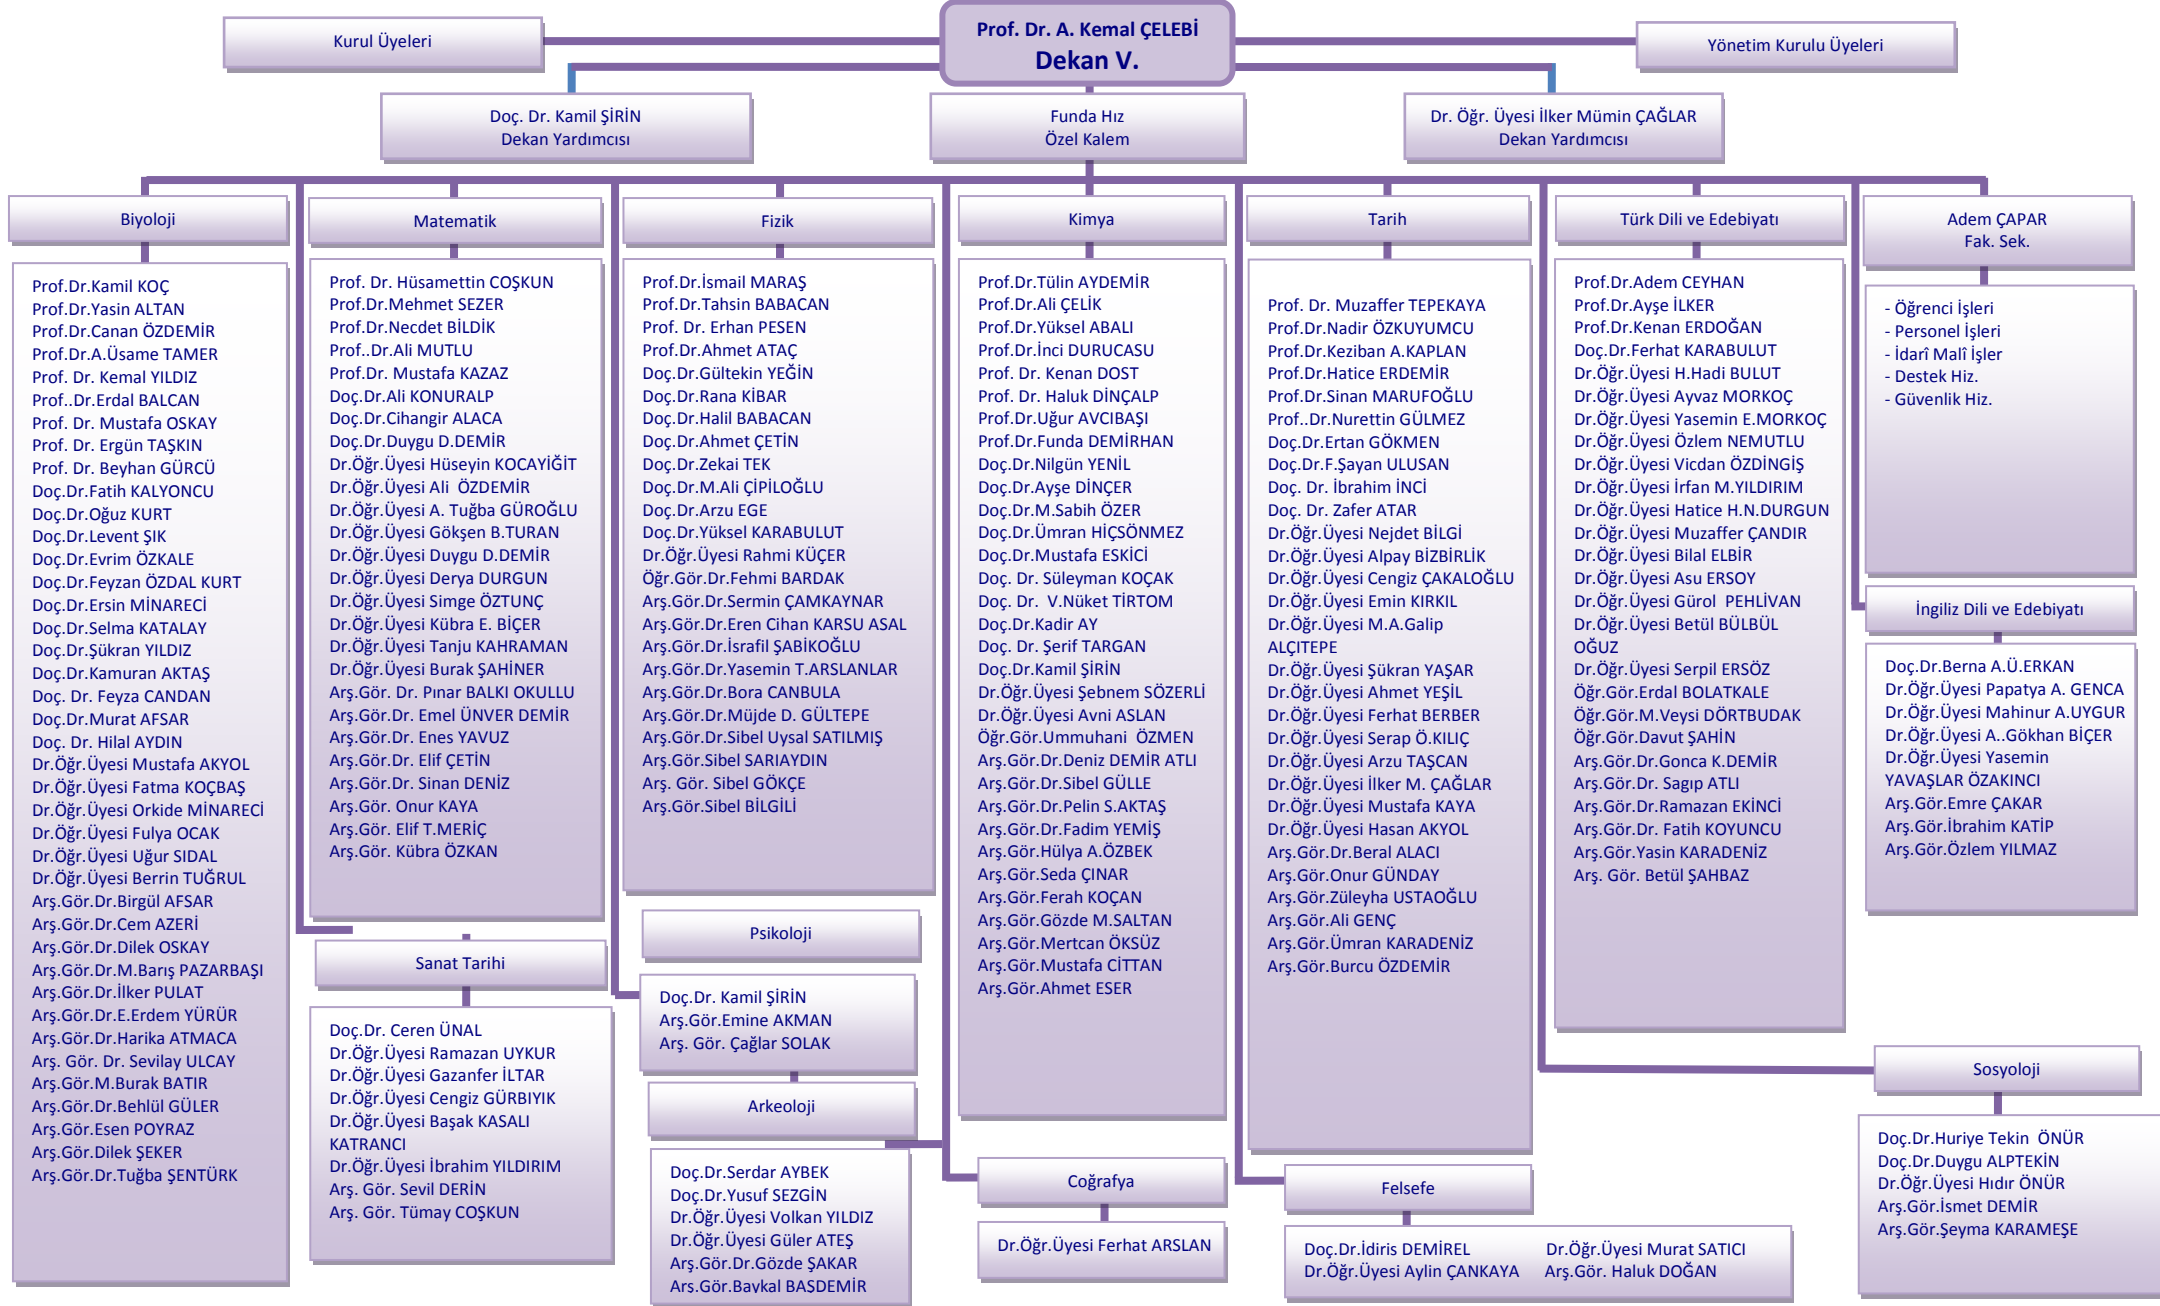 Kurul Üyeleri
Prof. Dr. A. Kemal ÇELEBİ
Dekan V.
Yönetim Kurulu Üyeleri
Doç. Dr. Kamil ŞİRİN
Dekan Yardımcısı
Funda Hız
Özel Kalem
Dr. Öğr. Üyesi İlker Mümin ÇAĞLAR
Dekan Yardımcısı
Biyoloji
Prof.Dr.Kamil KOÇ
Prof.Dr.Yasin ALTAN
Prof.Dr.Canan ÖZDEMİR
Prof.Dr.A.Üsame TAMER
Prof. Dr. Kemal YILDIZ
Prof..Dr.Erdal BALCAN
Prof. Dr. Mustafa OSKAY
Prof. Dr. Ergün TAŞKIN
Prof. Dr. Beyhan GÜRCÜ
Doç.Dr.Fatih KALYONCU
Doç.Dr.Oğuz KURT
Doç.Dr.Levent ŞIK
Doç.Dr.Evrim ÖZKALE
Doç.Dr.Feyzan ÖZDAL KURT
Doç.Dr.Ersin MİNARECİ
Doç.Dr.Selma KATALAY
Doç.Dr.Şükran YILDIZ
Doç.Dr.Kamuran AKTAŞ
Doç. Dr. Feyza CANDAN
Doç.Dr.Murat AFSAR
Doç. Dr. Hilal AYDIN
Dr.Öğr.Üyesi Mustafa AKYOL
Dr.Öğr.Üyesi Fatma KOÇBAŞ
Dr.Öğr.Üyesi Orkide MİNARECİ
Dr.Öğr.Üyesi Fulya OCAK
Dr.Öğr.Üyesi Uğur SIDAL
Dr.Öğr.Üyesi Berrin TUĞRUL
Arş.Gör.Dr.Birgül AFSAR
Arş.Gör.Dr.Cem AZERİ
Arş.Gör.Dr.Dilek OSKAY
Arş.Gör.Dr.M.Barış PAZARBAŞI
Arş.Gör.Dr.İlker PULAT
Arş.Gör.Dr.E.Erdem YÜRÜR
Arş.Gör.Dr.Harika ATMACA
Arş. Gör. Dr. Sevilay ULCAY
Arş.Gör.M.Burak BATIR
Arş.Gör.Dr.Behlül GÜLER
Arş.Gör.Esen POYRAZ
Arş.Gör.Dilek ŞEKER
Arş.Gör.Dr.Tuğba ŞENTÜRK
Matematik
Prof. Dr. Hüsamettin COŞKUN
Prof.Dr.Mehmet SEZER
Prof.Dr.Necdet BİLDİK
Prof..Dr.Ali MUTLU
Prof.Dr. Mustafa KAZAZ
Doç.Dr.Ali KONURALP
Doç.Dr.Cihangir ALACA
Doç.Dr.Duygu D.DEMİR
Dr.Öğr.Üyesi Hüseyin KOCAYİĞİT
Dr.Öğr.Üyesi Ali ÖZDEMİR
Dr.Öğr.Üyesi A. Tuğba GÜROĞLU
Dr.Öğr.Üyesi Gökşen B.TURAN
Dr.Öğr.Üyesi Duygu D.DEMİR
Dr.Öğr.Üyesi Derya DURGUN
Dr.Öğr.Üyesi Simge ÖZTUNÇ
Dr.Öğr.Üyesi Kübra E. BİÇER
Dr.Öğr.Üyesi Tanju KAHRAMAN
Dr.Öğr.Üyesi Burak ŞAHİNER
Arş.Gör. Dr. Pınar BALKI OKULLU
Arş.Gör.Dr. Emel ÜNVER DEMİR
Arş.Gör.Dr. Enes YAVUZ
Arş.Gör.Dr. Elif ÇETİN
Arş.Gör.Dr. Sinan DENİZ
Arş.Gör. Onur KAYA
Arş.Gör. Elif T.MERİÇ
Arş.Gör. Kübra ÖZKAN
Sanat Tarihi
Doç.Dr. Ceren ÜNAL
Dr.Öğr.Üyesi Ramazan UYKUR
Dr.Öğr.Üyesi Gazanfer İLTAR
Dr.Öğr.Üyesi Cengiz GÜRBIYIK
Dr.Öğr.Üyesi Başak KASALI
KATRANCI
Dr.Öğr.Üyesi İbrahim YILDIRIM
Arş. Gör. Sevil DERİN
Arş. Gör. Tümay COŞKUN
Fizik
Prof.Dr.İsmail MARAŞ
Prof.Dr.Tahsin BABACAN
Prof. Dr. Erhan PESEN
Prof.Dr.Ahmet ATAÇ
Doç.Dr.Gültekin YEĞİN
Doç.Dr.Rana KİBAR
Doç.Dr.Halil BABACAN
Doç.Dr.Ahmet ÇETİN
Doç.Dr.Zekai TEK
Doç.Dr.M.Ali ÇİPİLOĞLU
Doç.Dr.Arzu EGE
Doç.Dr.Yüksel KARABULUT
Dr.Öğr.Üyesi Rahmi KÜÇER
Öğr.Gör.Dr.Fehmi BARDAK
Arş.Gör.Dr.Sermin ÇAMKAYNAR
Arş.Gör.Dr.Eren Cihan KARSU ASAL
Arş.Gör.Dr.İsrafil ŞABİKOĞLU
Arş.Gör.Dr.Yasemin T.ARSLANLAR
Arş.Gör.Dr.Bora CANBULA
Arş.Gör.Dr.Müjde D. GÜLTEPE
Arş.Gör.Dr.Sibel Uysal SATILMIŞ
Arş.Gör.Sibel SARIAYDIN
Arş. Gör. Sibel GÖKÇE
Arş.Gör.Sibel BİLGİLİ
Psikoloji
Doç.Dr. Kamil ŞİRİN
Arş.Gör.Emine AKMAN
Arş. Gör. Çağlar SOLAK
Arkeoloji
Doç.Dr.Serdar AYBEK
Doç.Dr.Yusuf SEZGİN
Dr.Öğr.Üyesi Volkan YILDIZ
Dr.Öğr.Üyesi Güler ATEŞ
Arş.Gör.Dr.Gözde ŞAKAR
Arş.Gör.Baykal BAŞDEMİR
Kimya
Prof.Dr.Tülin AYDEMİR
Prof.Dr.Ali ÇELİK
Prof.Dr.Yüksel ABALI
Prof.Dr.İnci DURUCASU
Prof. Dr. Kenan DOST
Prof. Dr. Haluk DİNÇALP
Prof.Dr.Uğur AVCIBAŞI
Prof.Dr.Funda DEMİRHAN
Doç.Dr.Nilgün YENİL
Doç.Dr.Ayşe DİNÇER
Doç.Dr.M.Sabih ÖZER
Doç.Dr.Ümran HİÇSÖNMEZ
Doç.Dr.Mustafa ESKİCİ
Doç. Dr. Süleyman KOÇAK
Doç. Dr. V.Nüket TİRTOM
Doç.Dr.Kadir AY
Doç. Dr. Şerif TARGAN
Doç.Dr.Kamil ŞİRİN
Dr.Öğr.Üyesi Şebnem SÖZERLİ
Dr.Öğr.Üyesi Avni ASLAN
Öğr.Gör.Ummuhani ÖZMEN
Arş.Gör.Dr.Deniz DEMİR ATLI
Arş.Gör.Dr.Sibel GÜLLE
Arş.Gör.Dr.Pelin S.AKTAŞ
Arş.Gör.Dr.Fadim YEMİŞ
Arş.Gör.Hülya A.ÖZBEK
Arş.Gör.Seda ÇINAR
Arş.Gör.Ferah KOÇAN
Arş.Gör.Gözde M.SALTAN
Arş.Gör.Mertcan ÖKSÜZ
Arş.Gör.Mustafa CİTTAN
Arş.Gör.Ahmet ESER
Coğrafya
Dr.Öğr.Üyesi Ferhat ARSLAN
Tarih
Prof. Dr. Muzaffer TEPEKAYA
Prof.Dr.Nadir ÖZKUYUMCU
Prof.Dr.Keziban A.KAPLAN
Prof.Dr.Hatice ERDEMİR
Prof.Dr.Sinan MARUFOĞLU
Prof..Dr.Nurettin GÜLMEZ
Doç.Dr.Ertan GÖKMEN
Doç.Dr.F.Şayan ULUSAN
Doç. Dr. İbrahim İNCİ
Doç. Dr. Zafer ATAR
Dr.Öğr.Üyesi Nejdet BİLGİ
Dr.Öğr.Üyesi Alpay BİZBİRLİK
Dr.Öğr.Üyesi Cengiz ÇAKALOĞLU
Dr.Öğr.Üyesi Emin KIRKIL
Dr.Öğr.Üyesi M.A.Galip
ALÇITEPE
Dr.Öğr.Üyesi Şükran YAŞAR
Dr.Öğr.Üyesi Ahmet YEŞİL
Dr.Öğr.Üyesi Ferhat BERBER
Dr.Öğr.Üyesi Serap Ö.KILIÇ
Dr.Öğr.Üyesi Arzu TAŞCAN
Dr.Öğr.Üyesi İlker M. ÇAĞLAR
Dr.Öğr.Üyesi Mustafa KAYA
Dr.Öğr.Üyesi Hasan AKYOL
Arş.Gör.Dr.Beral ALACI
Arş.Gör.Onur GÜNDAY
Arş.Gör.Züleyha USTAOĞLU
Arş.Gör.Ali GENÇ
Arş.Gör.Ümran KARADENİZ
Arş.Gör.Burcu ÖZDEMİR
Felsefe
Doç.Dr.İdiris DEMİREL
Dr.Öğr.Üyesi Aylin ÇANKAYA
Dr.Öğr.Üyesi Murat SATICI
Arş.Gör. Haluk DOĞAN
Türk Dili ve Edebiyatı
Prof.Dr.Adem CEYHAN
Prof.Dr.Ayşe İLKER
Prof.Dr.Kenan ERDOĞAN
Doç.Dr.Ferhat KARABULUT
Dr.Öğr.Üyesi H.Hadi BULUT
Dr.Öğr.Üyesi Ayvaz MORKOÇ
Dr.Öğr.Üyesi Yasemin E.MORKOÇ
Dr.Öğr.Üyesi Özlem NEMUTLU
Dr.Öğr.Üyesi Vicdan ÖZDİNGİŞ
Dr.Öğr.Üyesi İrfan M.YILDIRIM
Dr.Öğr.Üyesi Hatice H.N.DURGUN
Dr.Öğr.Üyesi Muzaffer ÇANDIR
Dr.Öğr.Üyesi Bilal ELBİR
Dr.Öğr.Üyesi Asu ERSOY
Dr.Öğr.Üyesi Gürol PEHLİVAN
Dr.Öğr.Üyesi Betül BÜLBÜL
OĞUZ
Dr.Öğr.Üyesi Serpil ERSÖZ
Öğr.Gör.Erdal BOLATKALE
Öğr.Gör.M.Veysi DÖRTBUDAK
Öğr.Gör.Davut ŞAHİN
Arş.Gör.Dr.Gonca K.DEMİR
Arş.Gör.Dr. Sagıp ATLI
Arş.Gör.Dr.Ramazan EKİNCİ
Arş.Gör.Dr. Fatih KOYUNCU
Arş.Gör.Yasin KARADENİZ
Arş. Gör. Betül ŞAHBAZ
Adem ÇAPAR
Fak. Sek.
- Öğrenci İşleri
- Personel İşleri
- İdarî Malî İşler
- Destek Hiz.
- Güvenlik Hiz.
İngiliz Dili ve Edebiyatı
Doç.Dr.Berna A.Ü.ERKAN
Dr.Öğr.Üyesi Papatya A. GENCA
Dr.Öğr.Üyesi Mahinur A.UYGUR
Dr.Öğr.Üyesi A..Gökhan BİÇER
Dr.Öğr.Üyesi Yasemin
YAVAŞLAR ÖZAKINCI
Arş.Gör.Emre ÇAKAR
Arş.Gör.İbrahim KATİP
Arş.Gör.Özlem YILMAZ
Sosyoloji
Doç.Dr.Huriye Tekin ÖNÜR
Doç.Dr.Duygu ALPTEKİN
Dr.Öğr.Üyesi Hıdır ÖNÜR
Arş.Gör.İsmet DEMİR
Arş.Gör.Şeyma KARAMEŞE